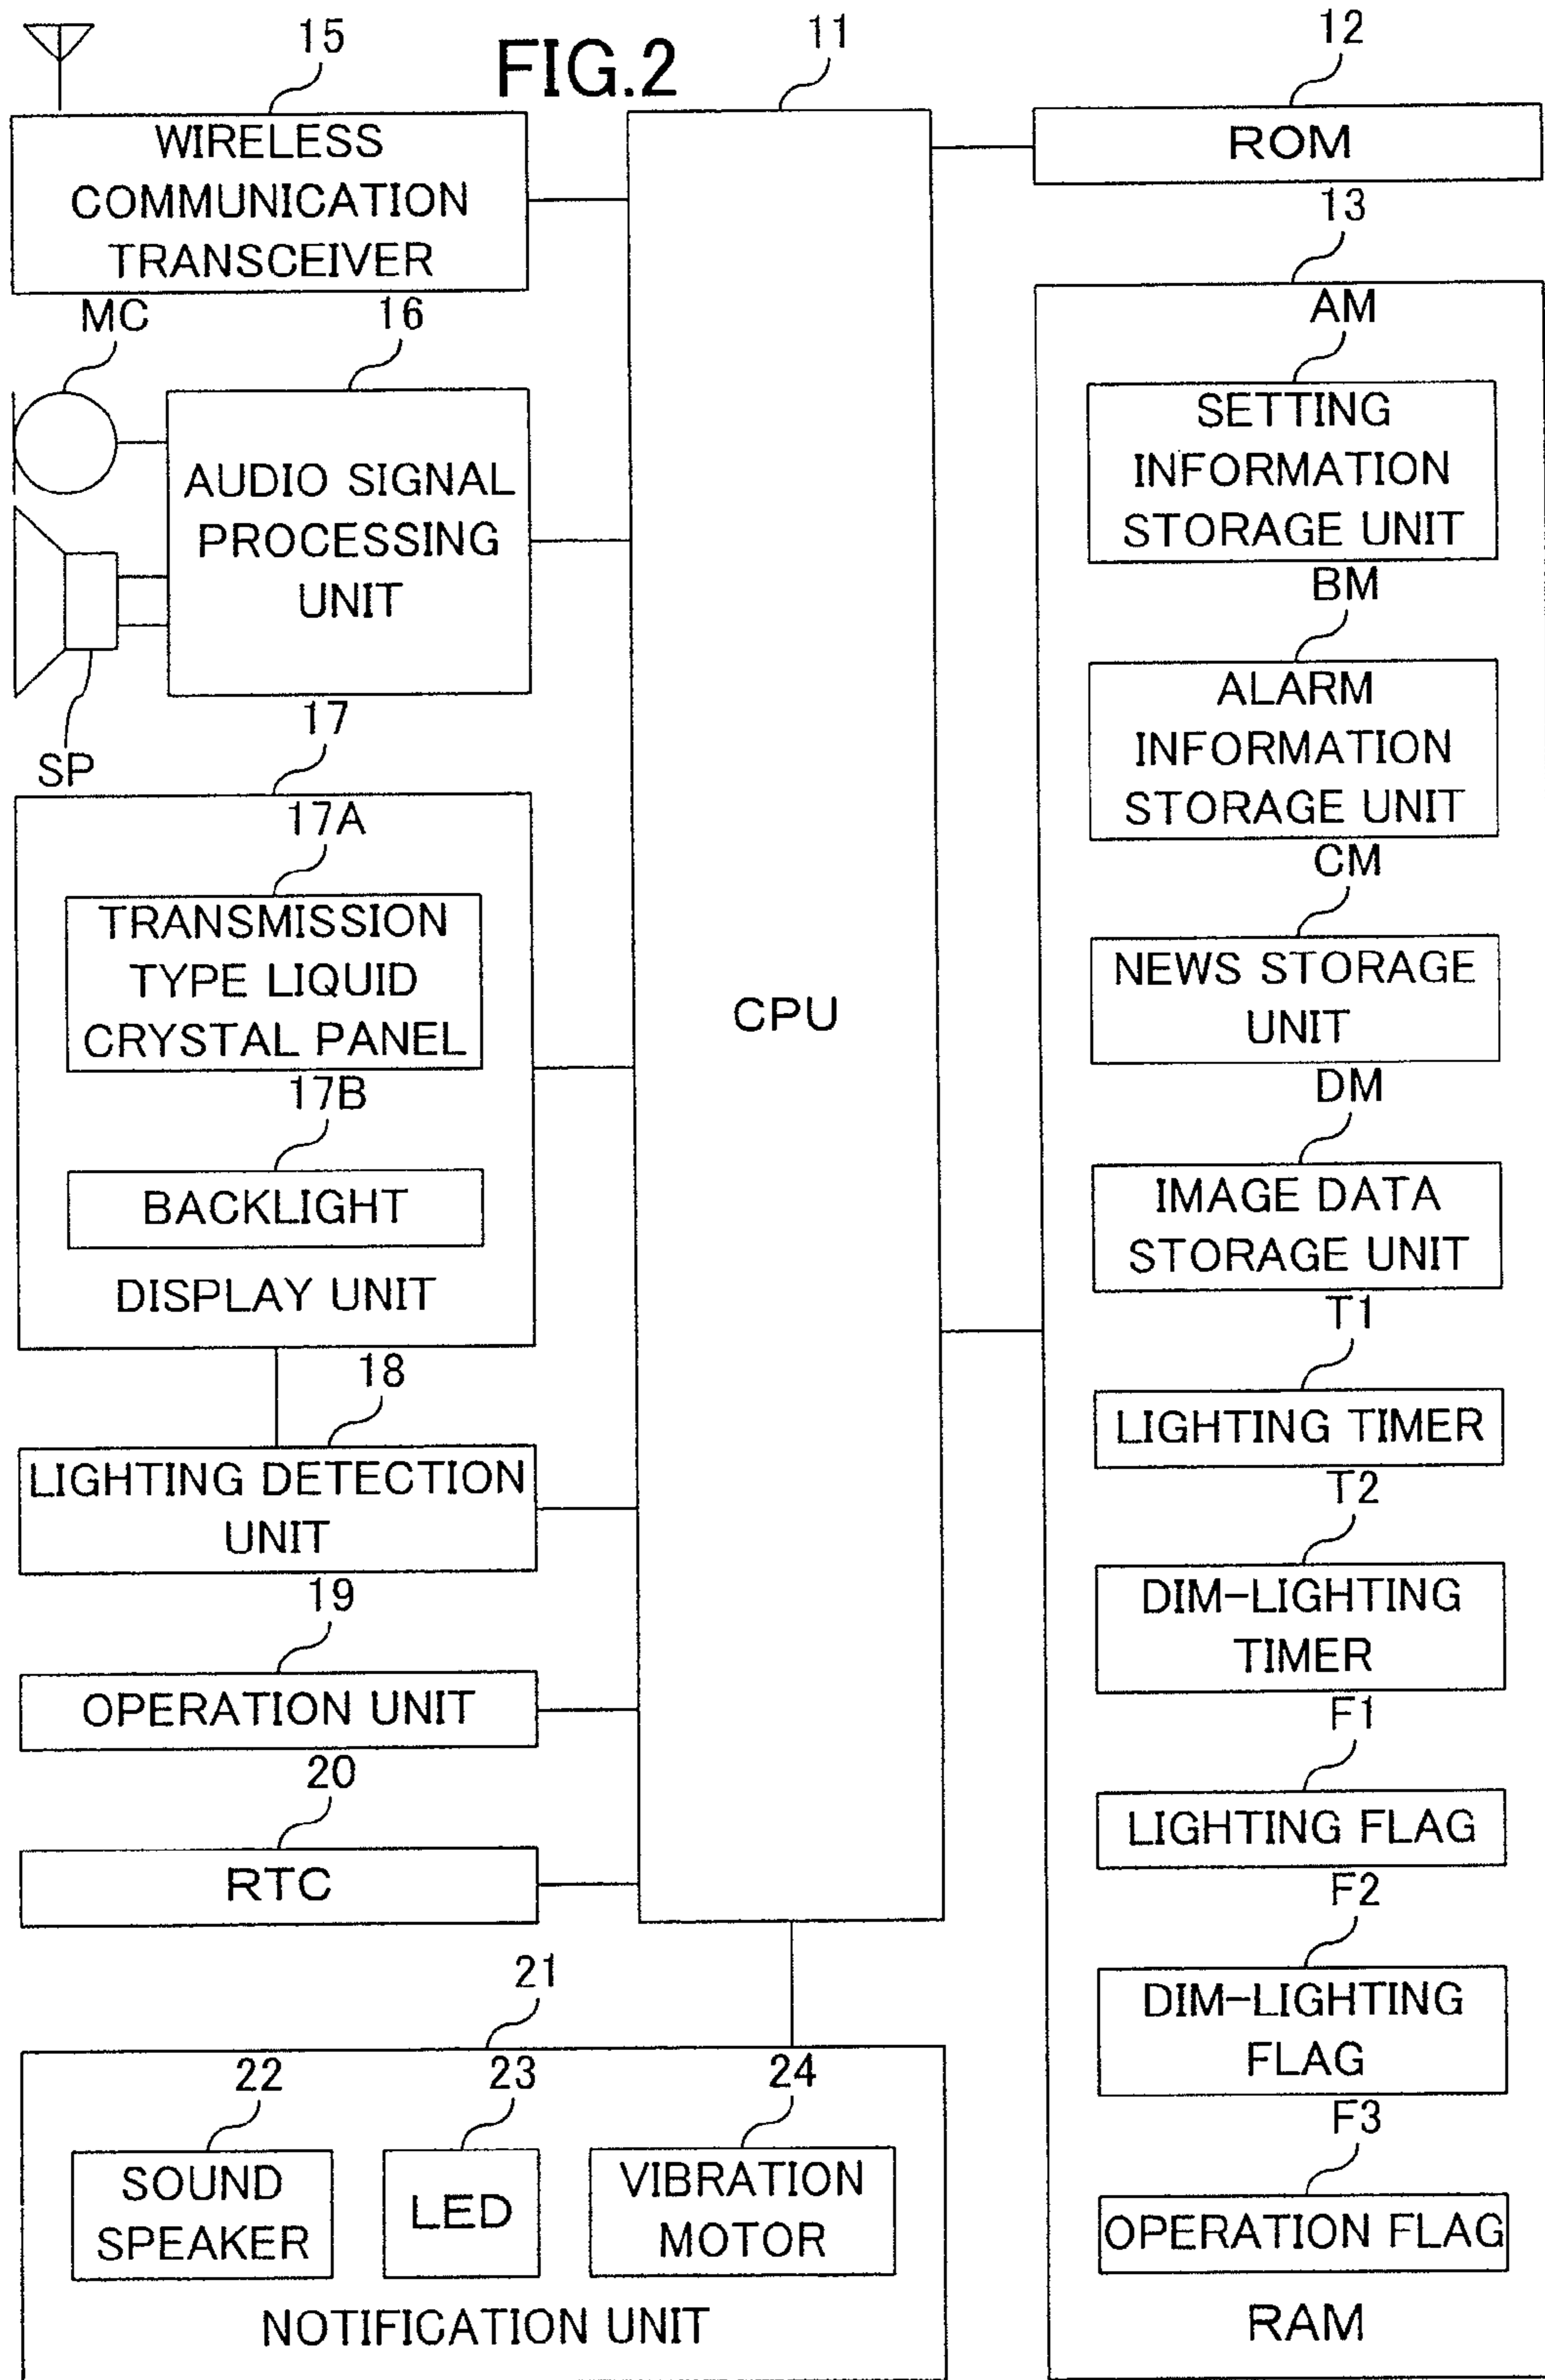 FIG.2
15
WIRELESS
COMMUNICATION
TRANSCEIVER
MC
16
AUDIO SIGNAL
PROCESSING
UNIT
SP
17
17A
TRANSMISSION
TYPE LIQUID
CRYSTAL PANEL
17B
BACKLIGHT
DISPLAY UNIT
18
LIGHTING DETECTION
UNIT
19
OPERATION UNIT
20
RTC
11
CPU
21
22
SOUND
SPEAKER
23
LED
24
VIBRATION
MOTOR
NOTIFICATION UNIT
12
ROM
13
AM
SETTING
INFORMATION
STORAGE UNIT
BM
ALARM
INFORMATION
STORAGE UNIT
CM
NEWS STORAGE
UNIT
DM
IMAGE DATA
STORAGE UNIT
T1
LIGHTING TIMER
T2
DIM-LIGHTING
TIMER
F1
LIGHTING FLAG
F2
DIM-LIGHTING
FLAG
F3
OPERATION FLAG
RAM